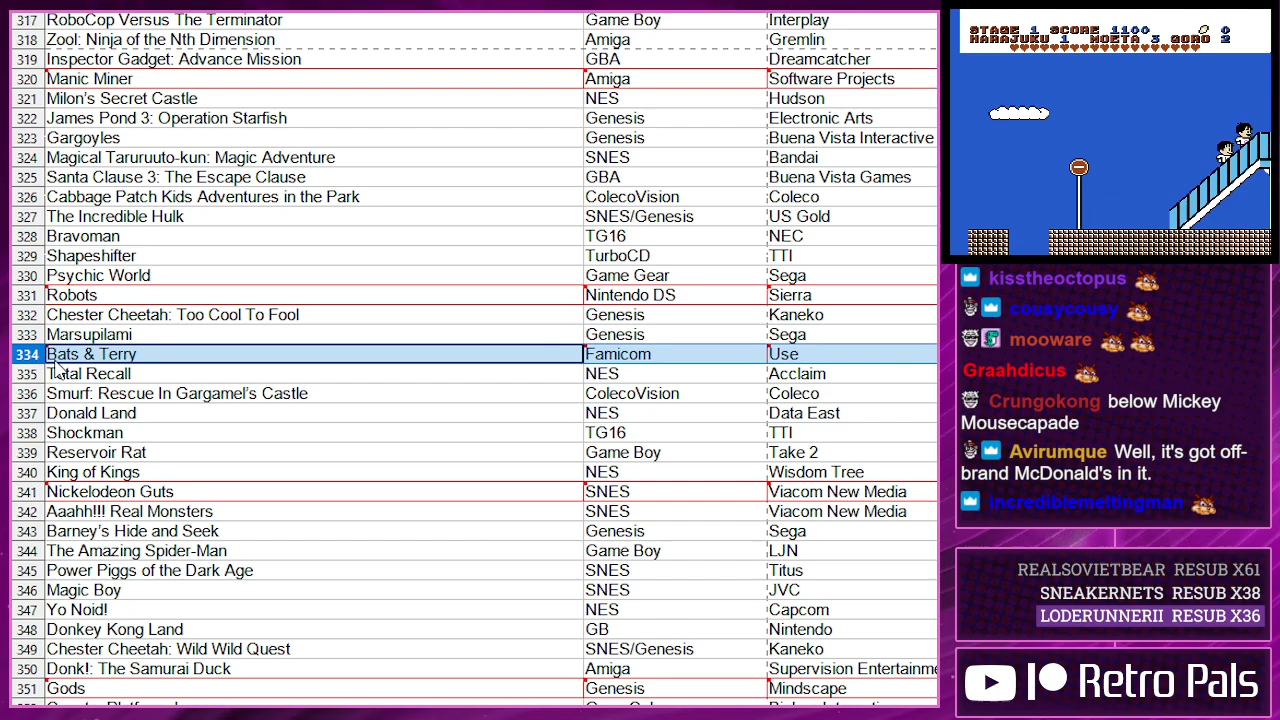 317 RoboCop Versus The Terminator Game Boy Interplay
318 Zool: Ninja of the Nth Dimension Amiga Gremlin
319 Inspector Gadget: Advance Mission GBA Dreamcatcher
320 Manic Miner Amiga Software Projects
321 Milon's Secret Castle NES Hudson
322 James Pond 3: Operation Starfish Genesis Electronic Arts
323 Gargoyles Genesis Buena Vista Interactive
324 Magical Taruruuto-kun: Magic Adventure SNES Bandai
325 Santa Clause 3: The Escape Clause GBA Buena Vista Games
326 Cabbage Patch Kids Adventures in the Park ColecoVision Coleco
327 The Incredible Hulk SNES/Genesis US Gold
328 Bravoman TG16 NEC
329 Shapeshifter TurboCD TTI
330 Psychic World Game Gear Sega
331 Robots Nintendo DS Sierra
332 Chester Cheetah: Too Cool To Fool Genesis Kaneko
333 Marsupilami Genesis Sega
334 Bats & Terry Famicom Use
335 Total Recall NES Acclaim
336 Smurf: Rescue In Gargamel's Castle ColecoVision Coleco
337 Donald Land NES Data East
338 Shockman TG16 TTI
339 Reservoir Rat Game Boy Take 2
340 King of Kings NES Wisdom Tree
341 Nickelodeon Guts SNES Viacom New Media
342 Aaahh!!! Real Monsters SNES Viacom New Media
343 Barney's Hide and Seek Genesis Sega
344 The Amazing Spider-Man Game Boy LJN
345 Power Piggs of the Dark Age SNES Titus
346 Magic Boy SNES JVC
347 Yo Noid! NES Capcom
348 Donkey Kong Land GB Nintendo
349 Chester Cheetah: Wild Wild Quest SNES/Genesis Kaneko
350 Donk!: The Samurai Duck Amiga Supervision Entertainme
351 Gods Genesis Mindscape
STAGE 1 SCORE 1100 0
HARAJUKU 1 MOETA 3 GORO 2
kisstheoctopus
cousycousy
mooware
Graahdicus
Crungokong below Mickey
Mousecapade
Avirumque Well, it's got off-
brand McDonald's in it.
incrediblemeltingman
REALSOVIETBEAR RESUB X61
SNEAKERNETS RESUB X38
LODERUNNERII RESUB X36
Retro Pals